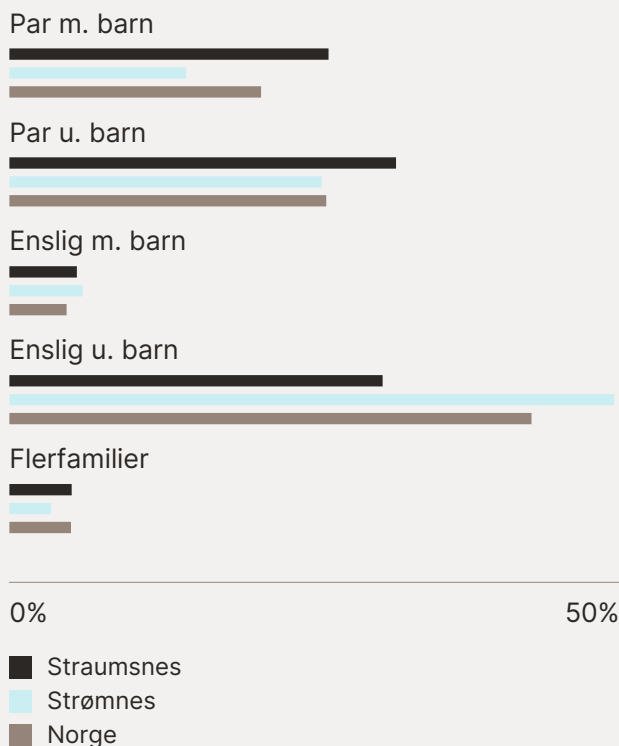 Par m. barn
Par u. barn
Enslig m. barn
Enslig u. barn
Flerfamilier
0% 50%
Straumsnes
Strømnes
Norge